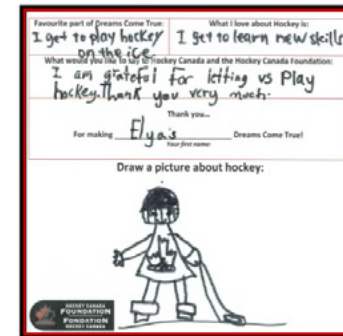 Favourite part of Dreams Come True:
I get to play hockey
on the ice.
What I love about Hockey is:
I get to learn new skills
What would you like to say to Hockey Canada and the Hockey Canada Foundation:
I am grateful for letting us Play
hockey. Thank you very much.
Thank you...
For making Elyas Dreams Come True!
Your first name:
Draw a picture about hockey:
HOCKEY CANADA
FOUNDATION
FONDATION
HOCKEY CANADA